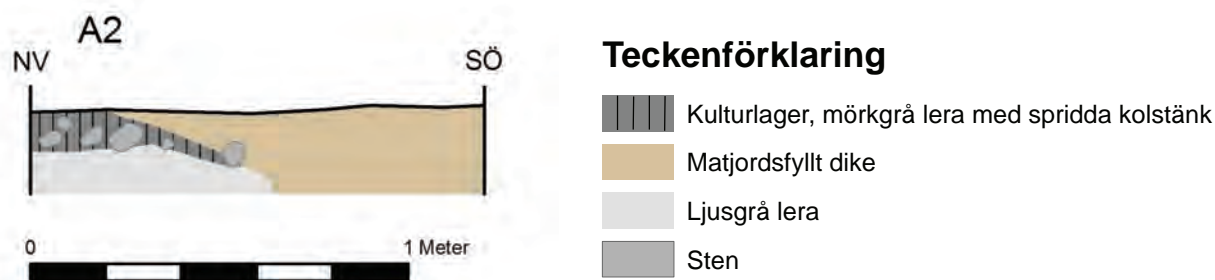 A2
NV
SÖ
0
1 Meter
Teckenförklaring
Kulturlager, mörkgrå lera med spridda kolstänk
Matjordsfyllt dike
Ljusgrå lera
Sten